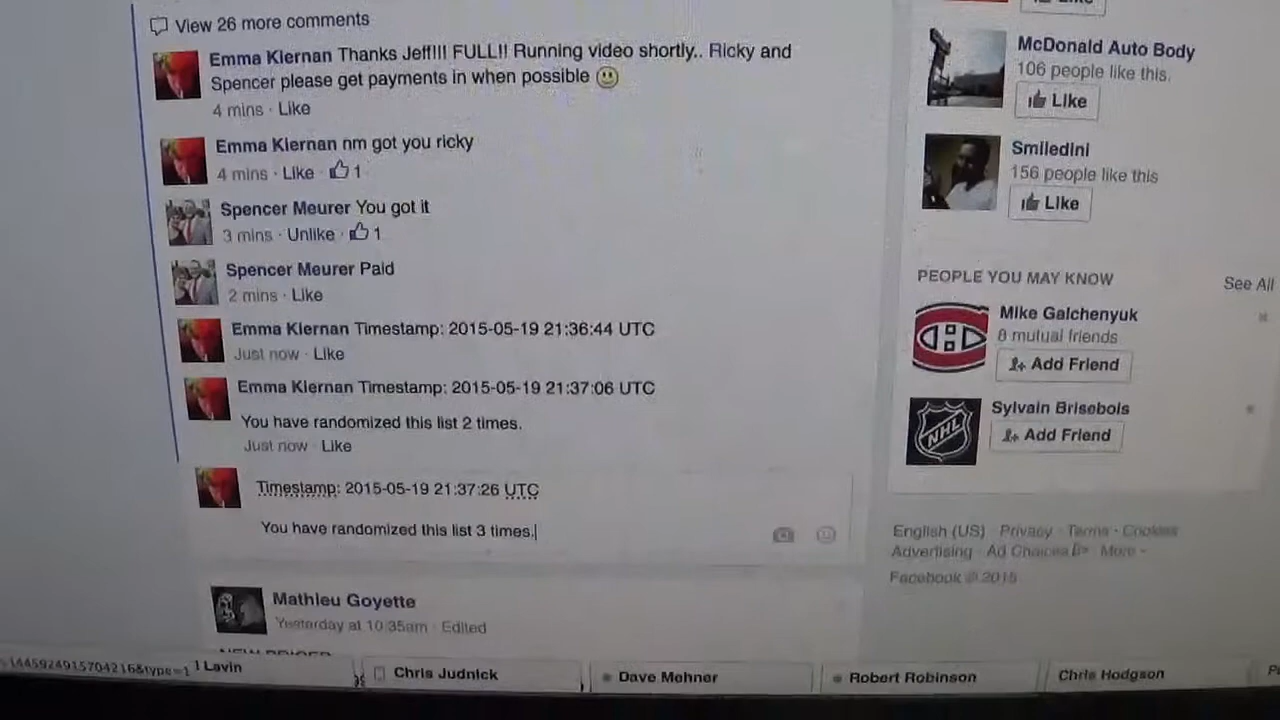 View 26 more comments
Emma Kiernan Thanks Jeff!!! FULL!! Running video shortly.. Ricky and
Spencer please get payments in when possible
4 mins · Like
Emma Kiernan nm got you ricky
4 mins · Like · 1
Spencer Meurer You got it
3 mins · Unlike · 1
Spencer Meurer Paid
2 mins · Like
Emma Kiernan Timestamp: 2015-05-19 21:36:44 UTC
Just now · Like
Emma Kiernan Timestamp: 2015-05-19 21:37:06 UTC
You have randomized this list 2 times.
Just now · Like
Timestamp: 2015-05-19 21:37:26 UTC
You have randomized this list 3 times.
Mathieu Goyette
Yesterday at 10:35am · Edited
Like
McDonald Auto Body
106 people like this.
Like
Smiledini
156 people like this
Like
PEOPLE YOU MAY KNOW
See All
Mike Galchenyuk
8 mutual friends
Add Friend
NHL
Sylvain Brisebois
Add Friend
English (US) · Privacy · Terms · Cookies
Advertising · Ad Choices · More
Facebook © 2015
1445924915704216&type=1
Lavin
Chris Judnick
Dave Mehner
Robert Robinson
Chris Hodgson